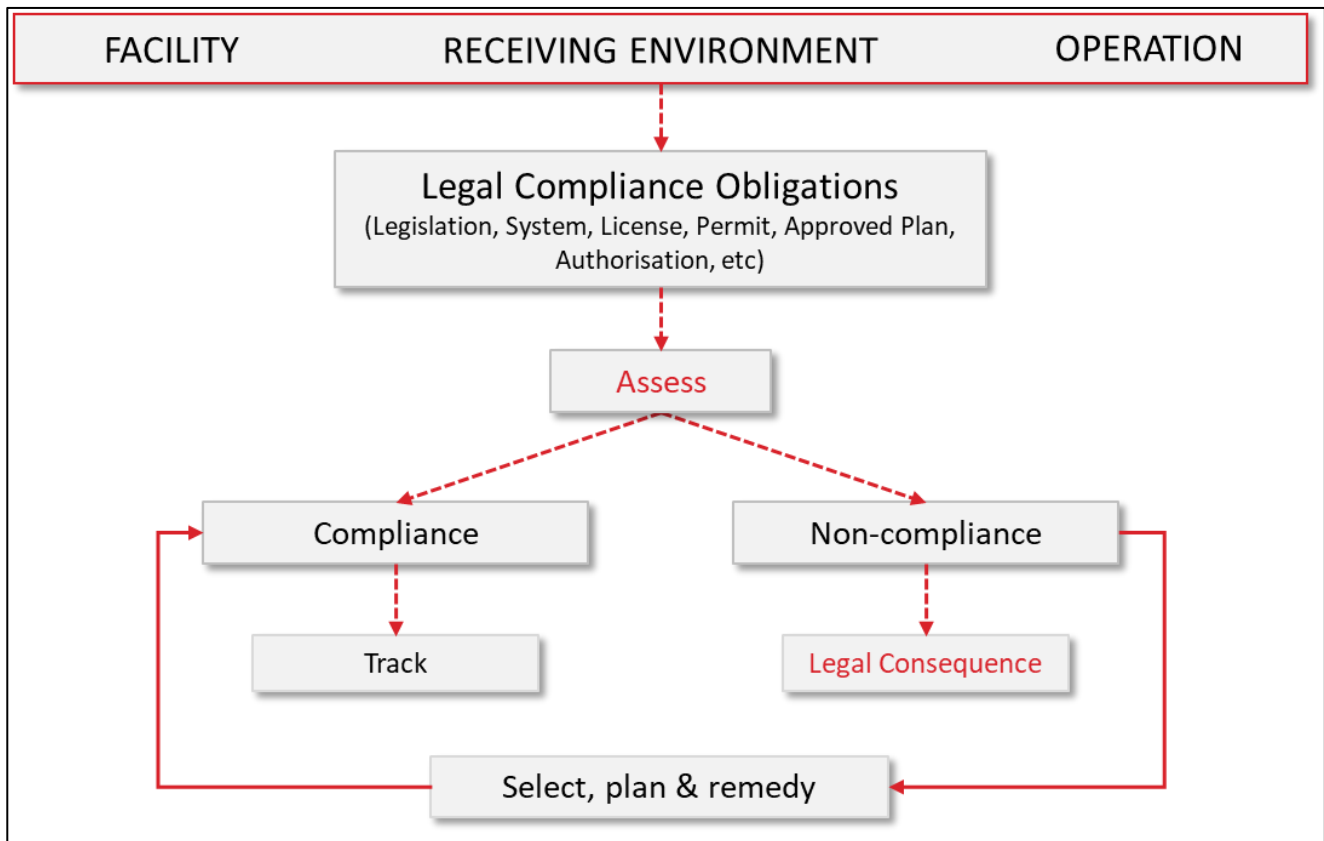 FACILITY RECEIVING ENVIRONMENT OPERATION
Legal Compliance Obligations
(Legislation, System, License, Permit, Approved Plan,
Authorisation, etc)
Assess
Compliance
Non-compliance
Track
Legal Consequence
Select, plan & remedy